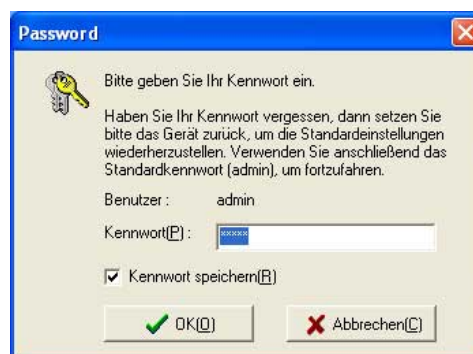 Password
Bitte geben Sie Ihr Kennwort ein.
Haben Sie Ihr Kennwort vergessen, dann setzen Sie
bitte das Gerät zurück, um die Standardeinstellungen
wiederherzustellen. Verwenden Sie anschließend das
Standardkennwort (admin), um fortzufahren.
Benutzer : admin
Kennwort(P) : *****
Kennwort speichern(R)
OK(O) Abbrechen(C)